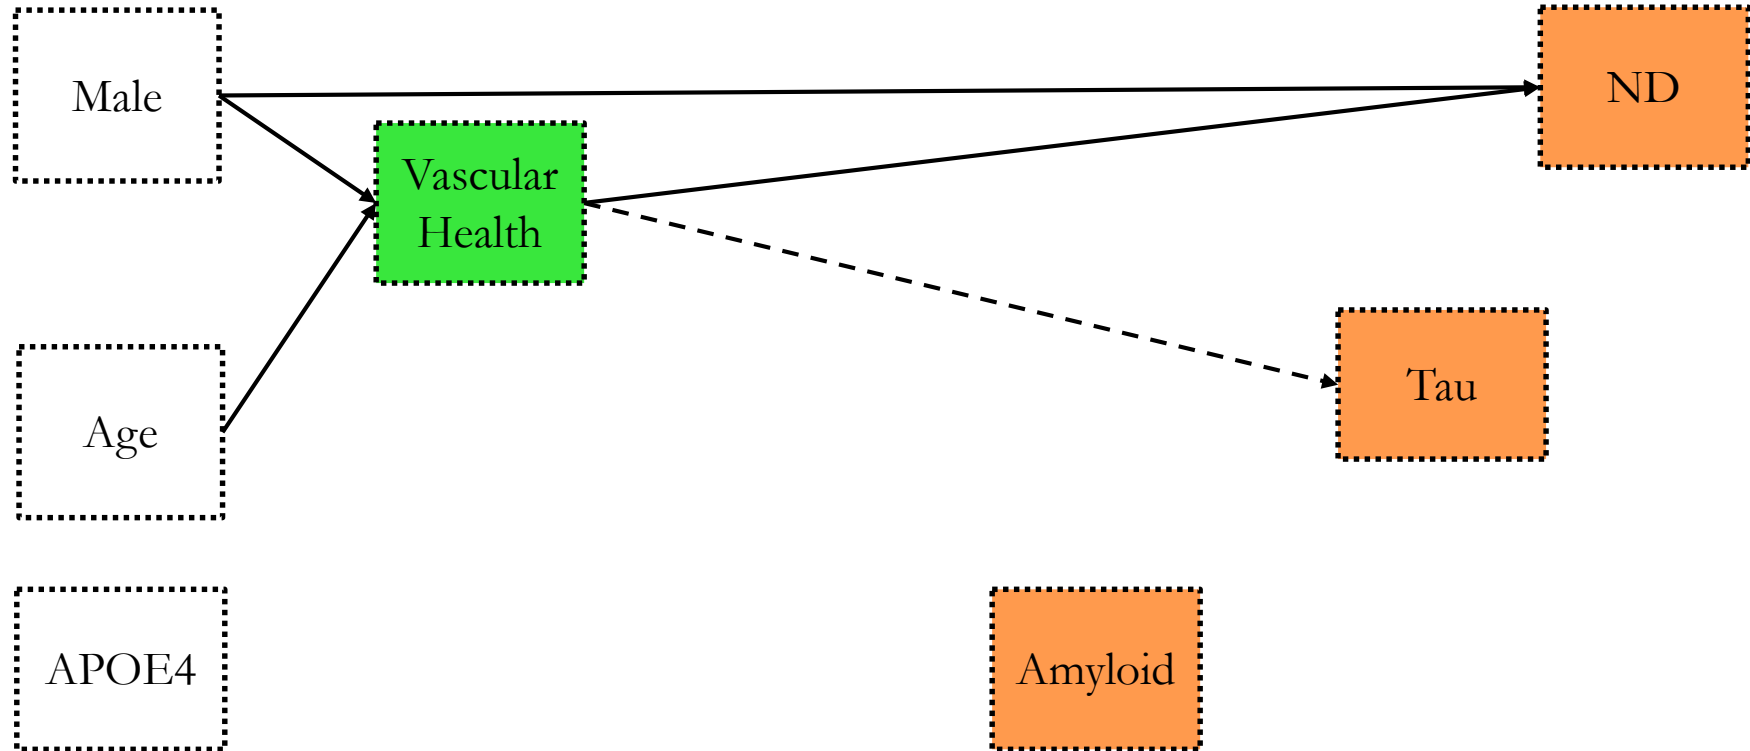 Male
ND
Vascular
Health
Tau
Age
APOE4
Amyloid